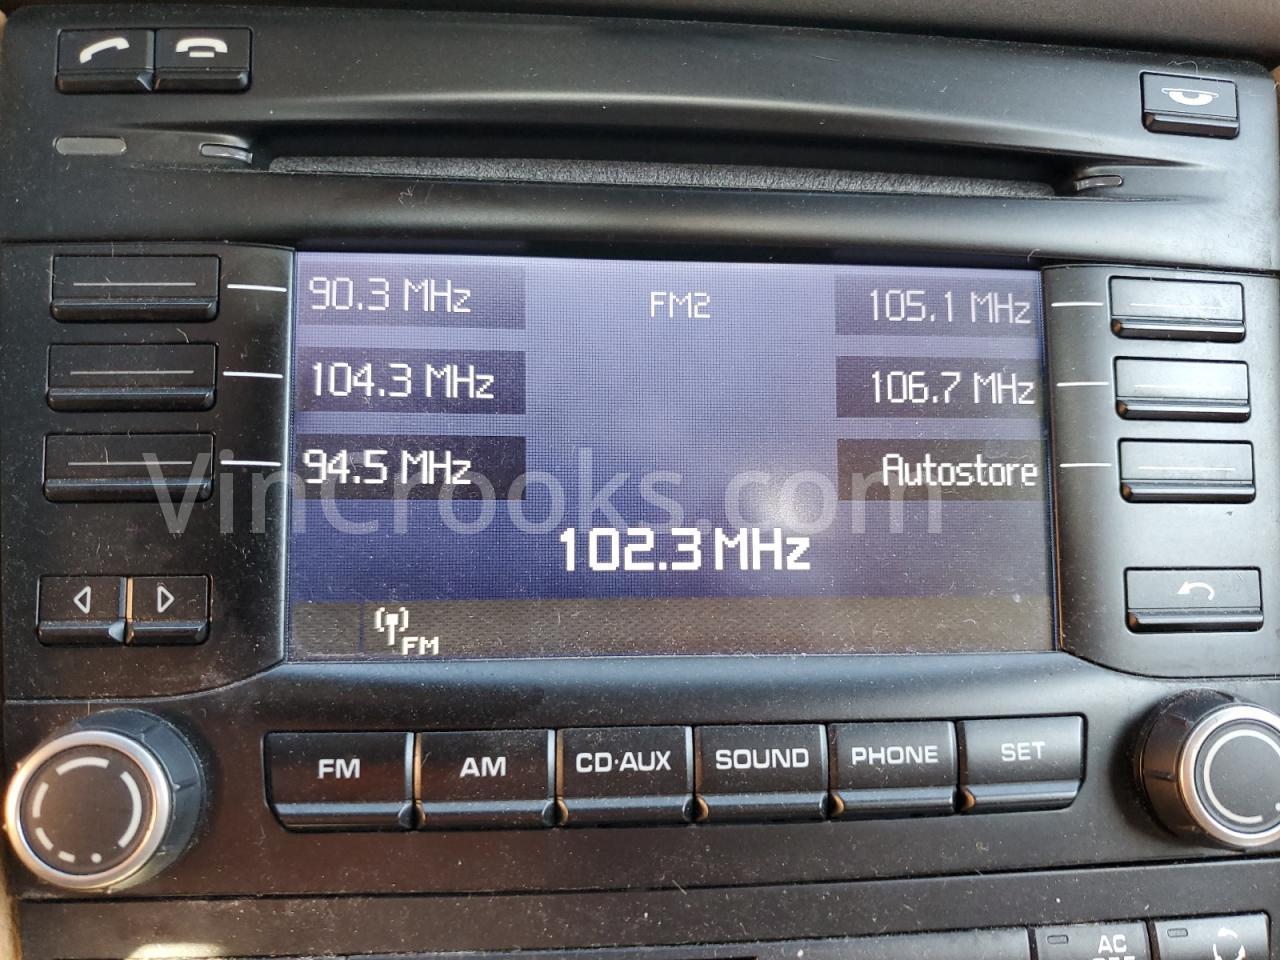 90.3 MHz
FM2
105.1 MHz
104.3 MHz
106.7 MHz
94.5 MHz
Autostore
VinCrooks.com
102.3 MHz
FM
FM
AM
CD·AUX
SOUND
PHONE
SET
AC
OFF